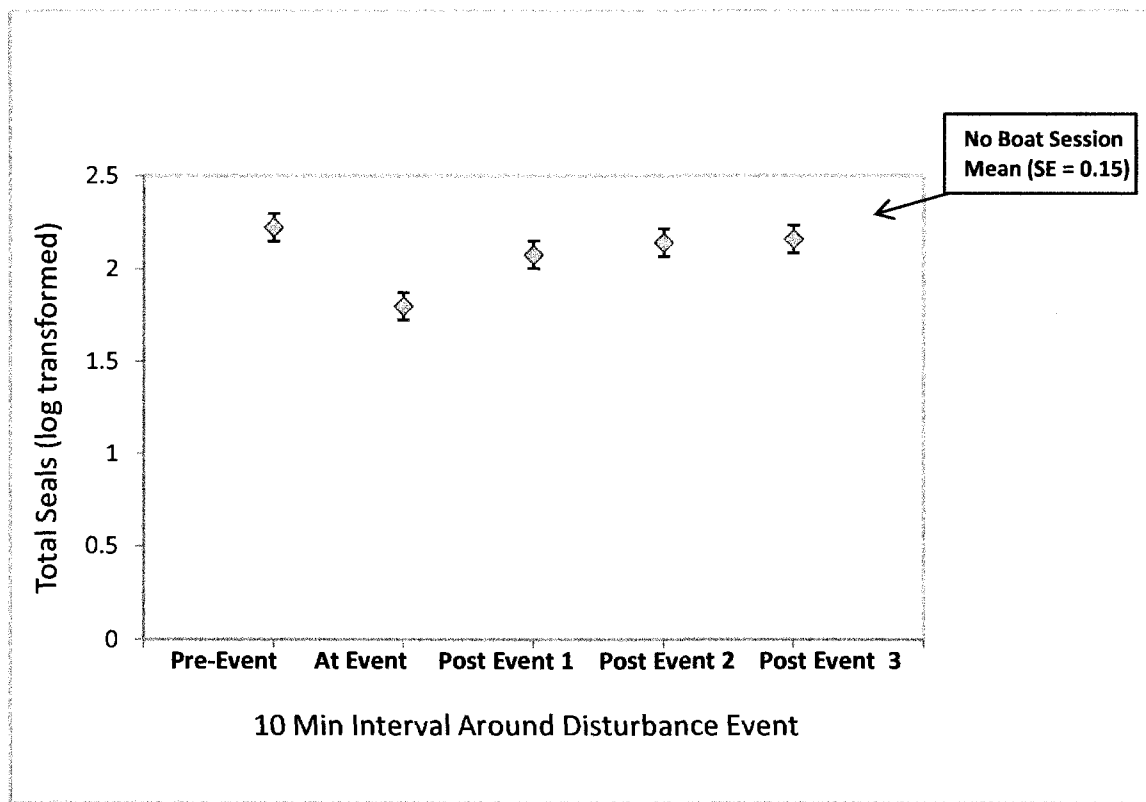 No Boat Session
Mean (SE = 0.15)
Total Seals (log transformed)
2.5
2
1.5
1
0.5
0
Pre-Event At Event Post Event 1 Post Event 2 Post Event 3
10 Min Interval Around Disturbance Event